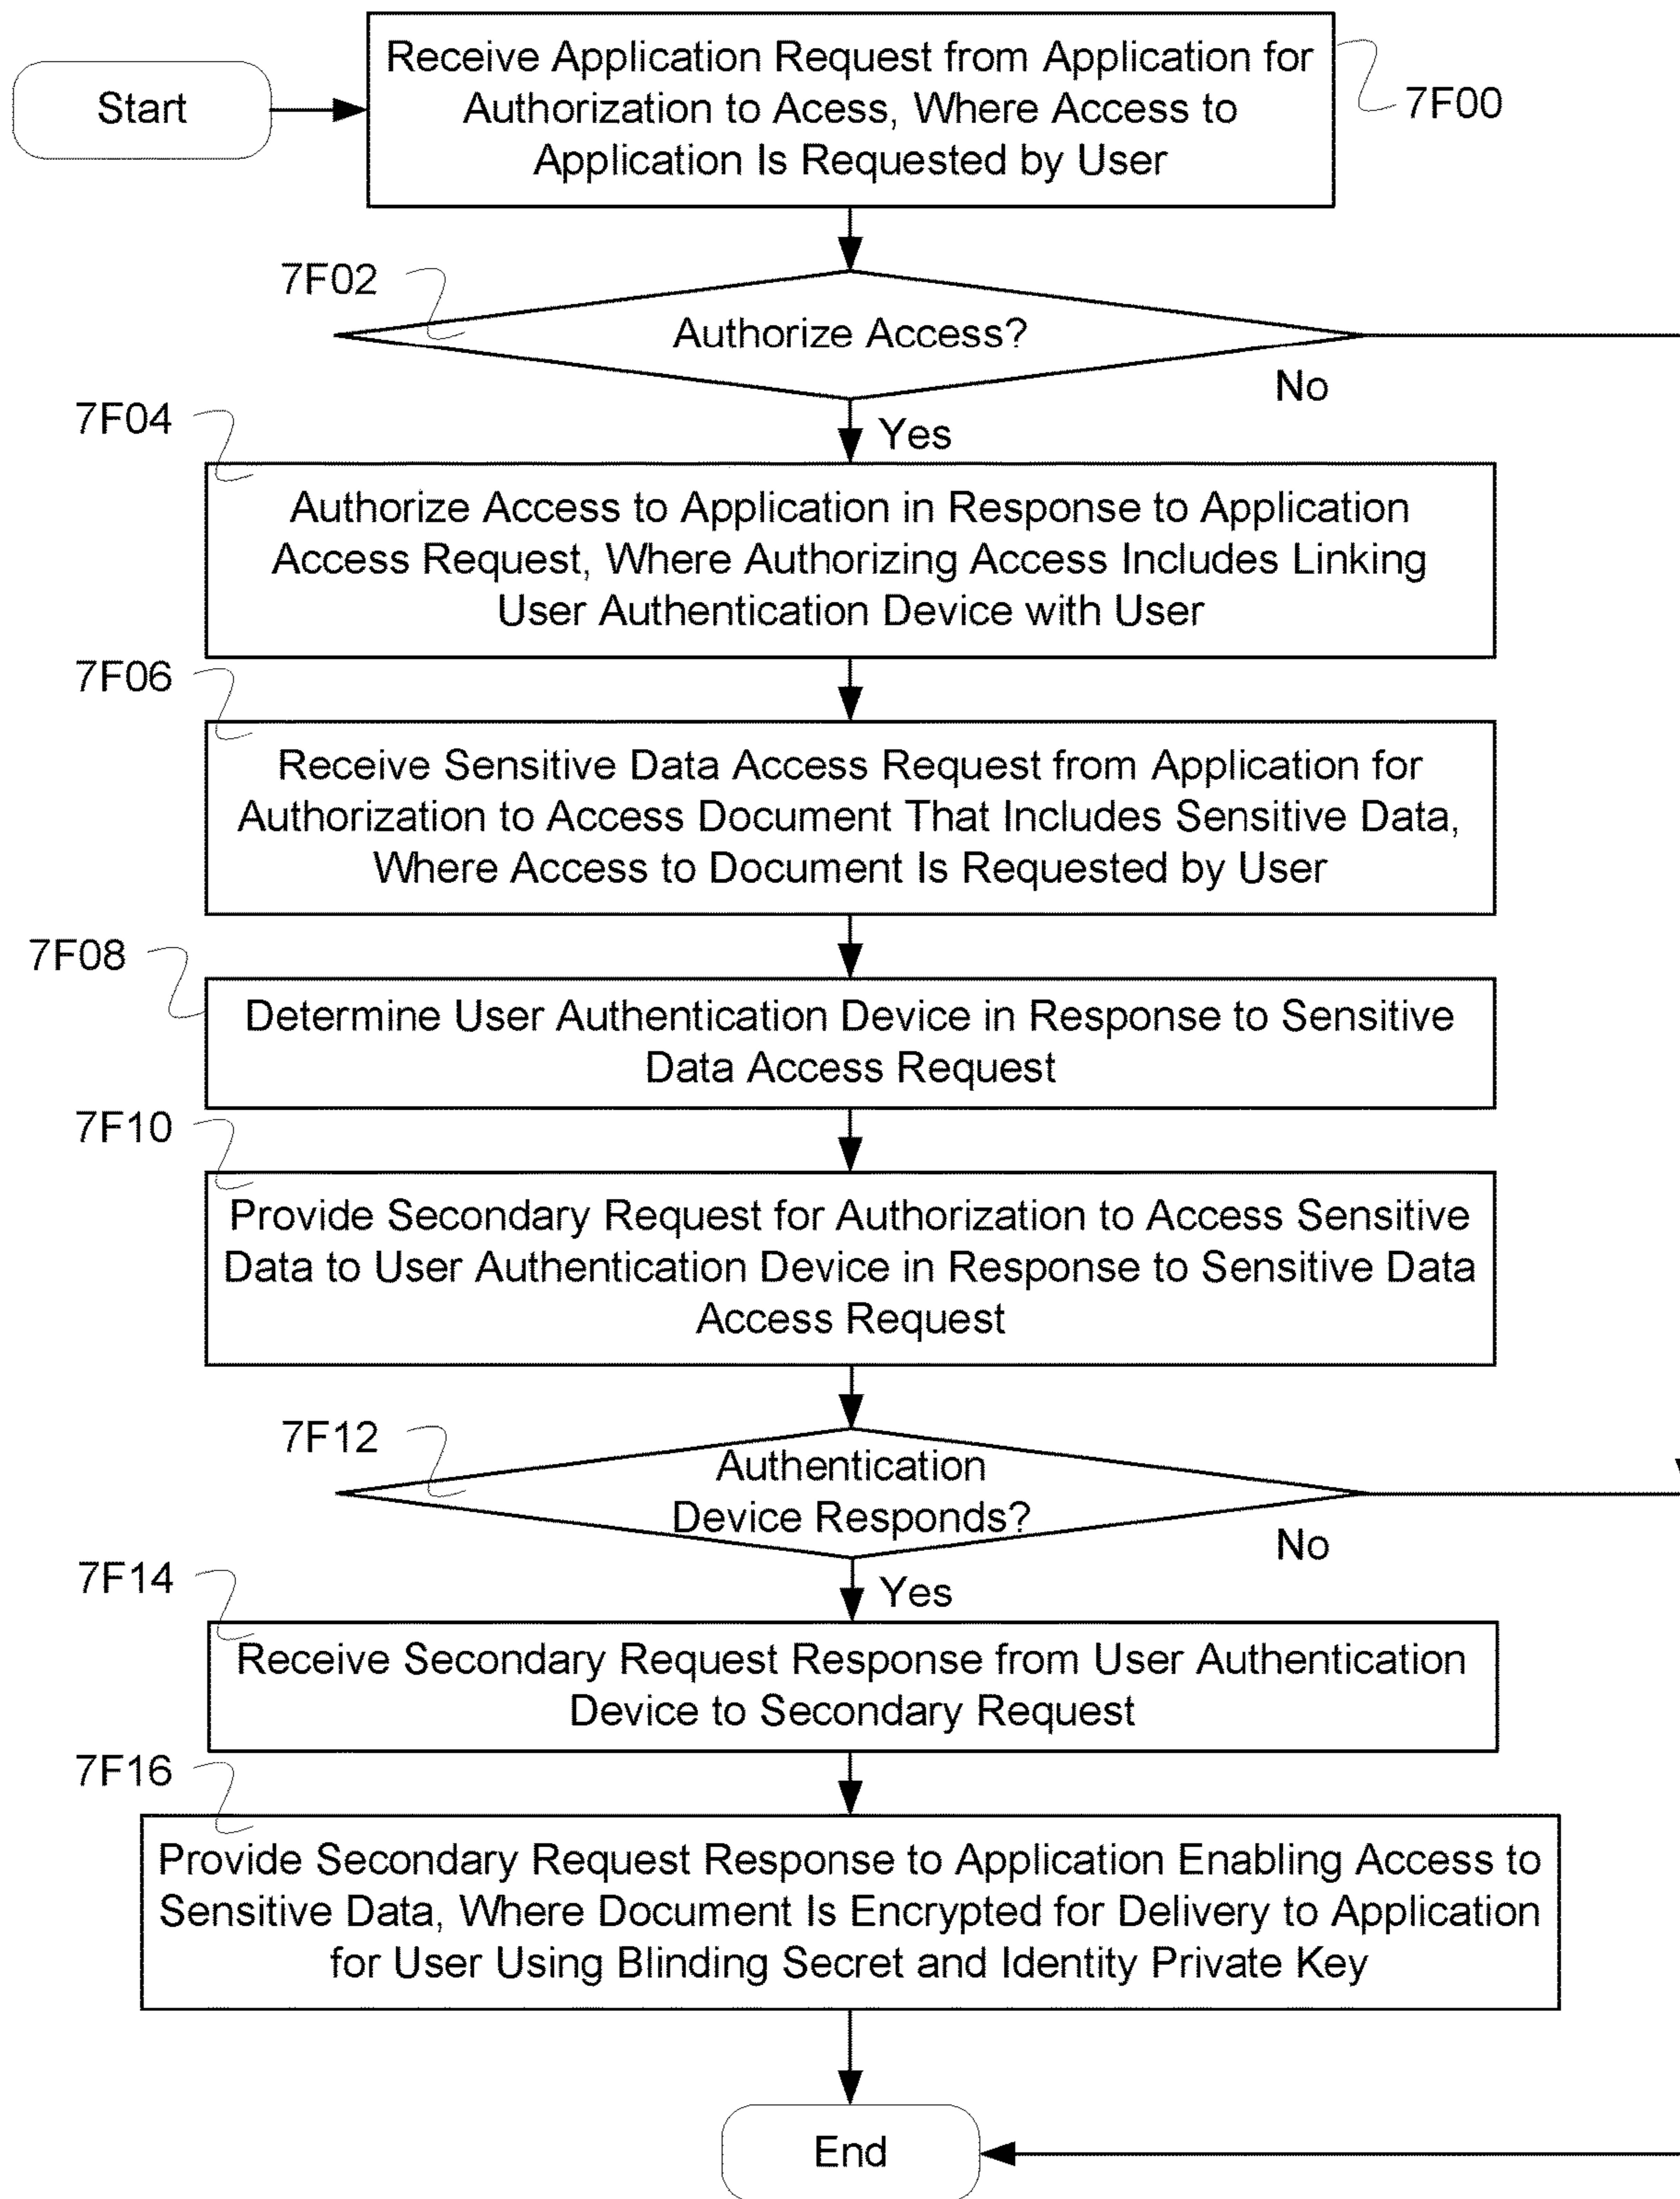 Start
Receive Application Request from Application for
Authorization to Acess, Where Access to
Application Is Requested by User
7F00
7F02
Authorize Access?
No
Yes
7F04
Authorize Access to Application in Response to Application
Access Request, Where Authorizing Access Includes Linking
User Authentication Device with User
7F06
Receive Sensitive Data Access Request from Application for
Authorization to Access Document That Includes Sensitive Data,
Where Access to Document Is Requested by User
7F08
Determine User Authentication Device in Response to Sensitive
Data Access Request
7F10
Provide Secondary Request for Authorization to Access Sensitive
Data to User Authentication Device in Response to Sensitive Data
Access Request
7F12
Authentication
Device Responds?
No
Yes
7F14
Receive Secondary Request Response from User Authentication
Device to Secondary Request
7F16
Provide Secondary Request Response to Application Enabling Access to
Sensitive Data, Where Document Is Encrypted for Delivery to Application
for User Using Blinding Secret and Identity Private Key
End